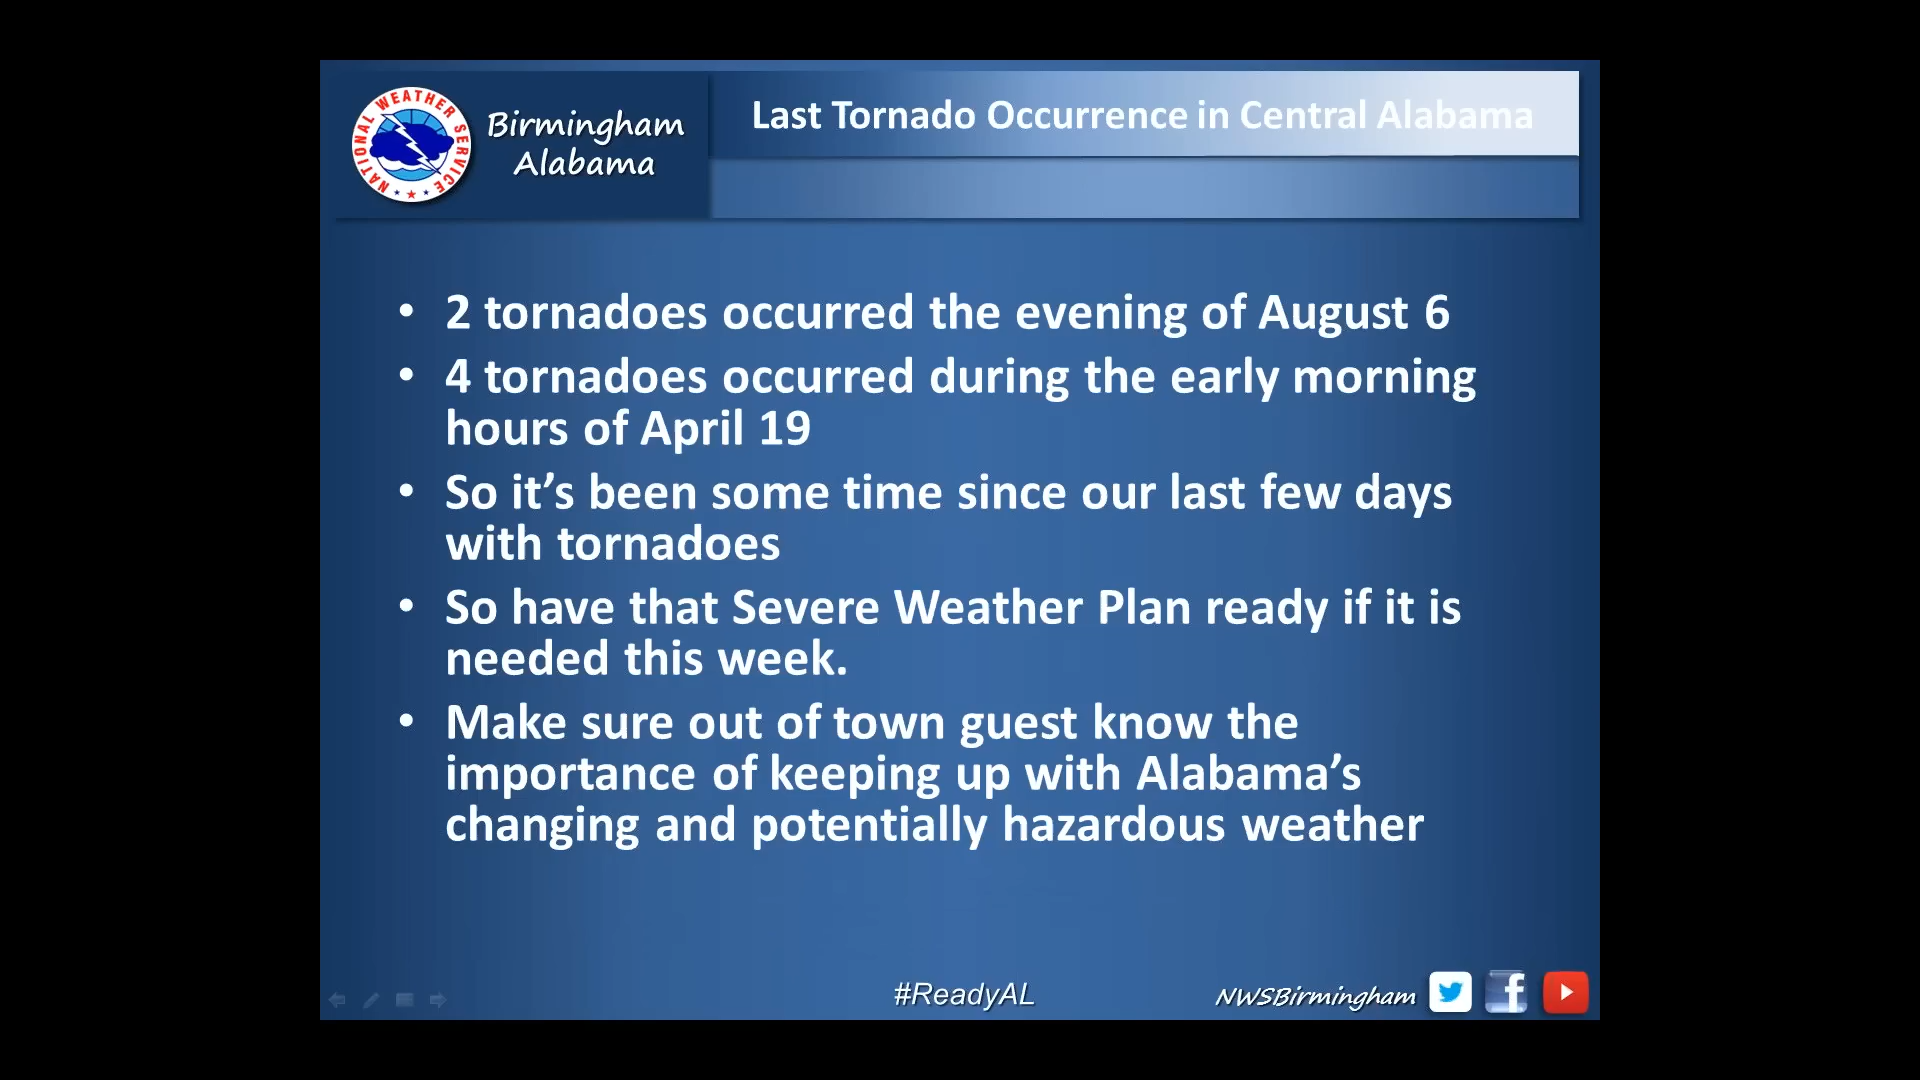 NATIONAL WEATHER SERVICE
Birmingham
Alabama
Last Tornado Occurrence in Central Alabama
• 2 tornadoes occurred the evening of August 6
• 4 tornadoes occurred during the early morning
hours of April 19
• So it’s been some time since our last few days
with tornadoes
• So have that Severe Weather Plan ready if it is
needed this week.
• Make sure out of town guest know the
importance of keeping up with Alabama’s
changing and potentially hazardous weather
#ReadyAL
NWSBirmingham